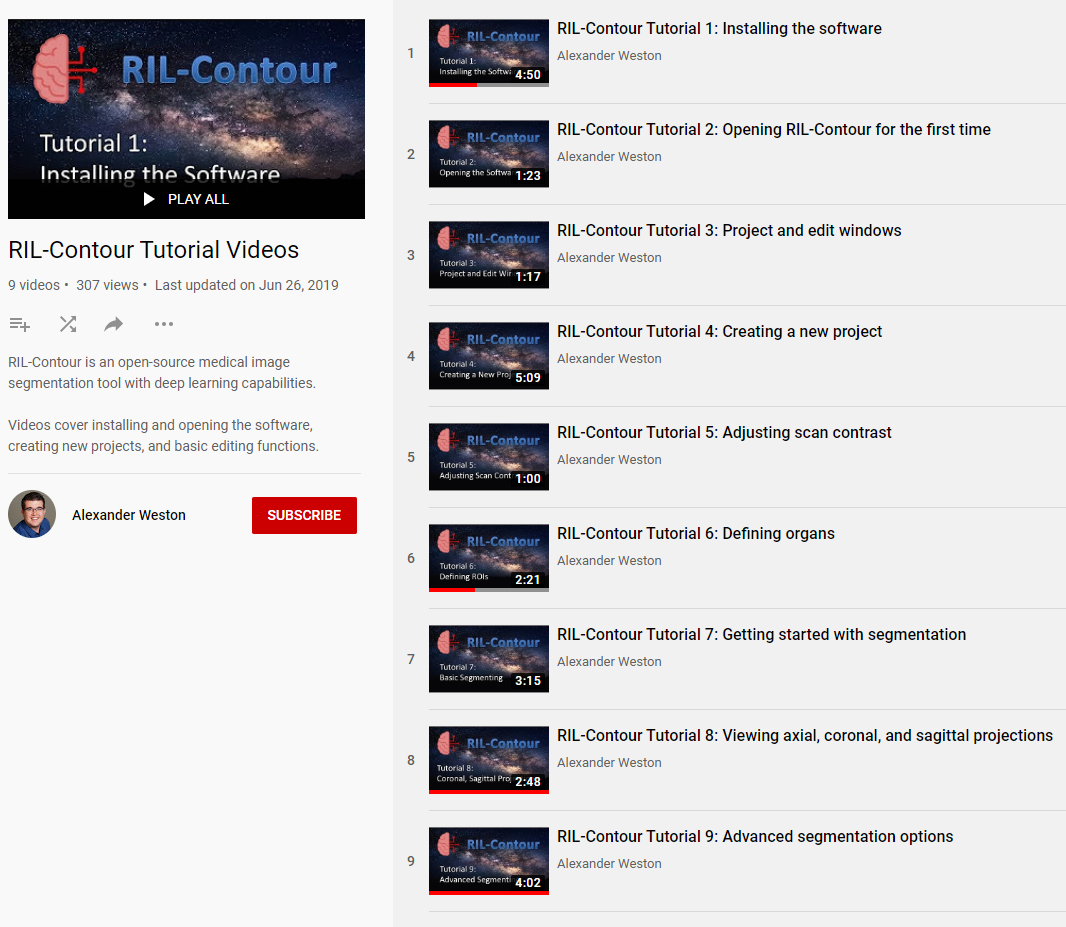 RIL-Contour
Tutorial 1:
Installing the Software
PLAY ALL
RIL-Contour Tutorial Videos
9 videos • 307 views • Last updated on Jun 26, 2019
RIL-Contour is an open-source medical image
segmentation tool with deep learning capabilities.
Videos cover installing and opening the software,
creating new projects, and basic editing functions.
Alexander Weston
SUBSCRIBE
1
RIL-Contour
Tutorial 1:
Installing the Softwa
4:50
RIL-Contour Tutorial 1: Installing the software
Alexander Weston
2
RIL-Contour
Tutorial 2:
Opening the Softwa
1:23
RIL-Contour Tutorial 2: Opening RIL-Contour for the first time
Alexander Weston
3
RIL-Contour
Tutorial 3:
Project and Edit Wir
1:17
RIL-Contour Tutorial 3: Project and edit windows
Alexander Weston
4
RIL-Contour
Tutorial 4:
Creating a New Proj
5:09
RIL-Contour Tutorial 4: Creating a new project
Alexander Weston
5
RIL-Contour
Tutorial 5:
Adjusting Scan Cont
1:00
RIL-Contour Tutorial 5: Adjusting scan contrast
Alexander Weston
6
RIL-Contour
Tutorial 6:
Defining ROIs
2:21
RIL-Contour Tutorial 6: Defining organs
Alexander Weston
7
RIL-Contour
Tutorial 7:
Basic Segmenting
3:15
RIL-Contour Tutorial 7: Getting started with segmentation
Alexander Weston
8
RIL-Contour
Tutorial 8:
Coronal, Sagittal Pro
2:48
RIL-Contour Tutorial 8: Viewing axial, coronal, and sagittal projections
Alexander Weston
9
RIL-Contour
Tutorial 9:
Advanced Segmenti
4:02
RIL-Contour Tutorial 9: Advanced segmentation options
Alexander Weston